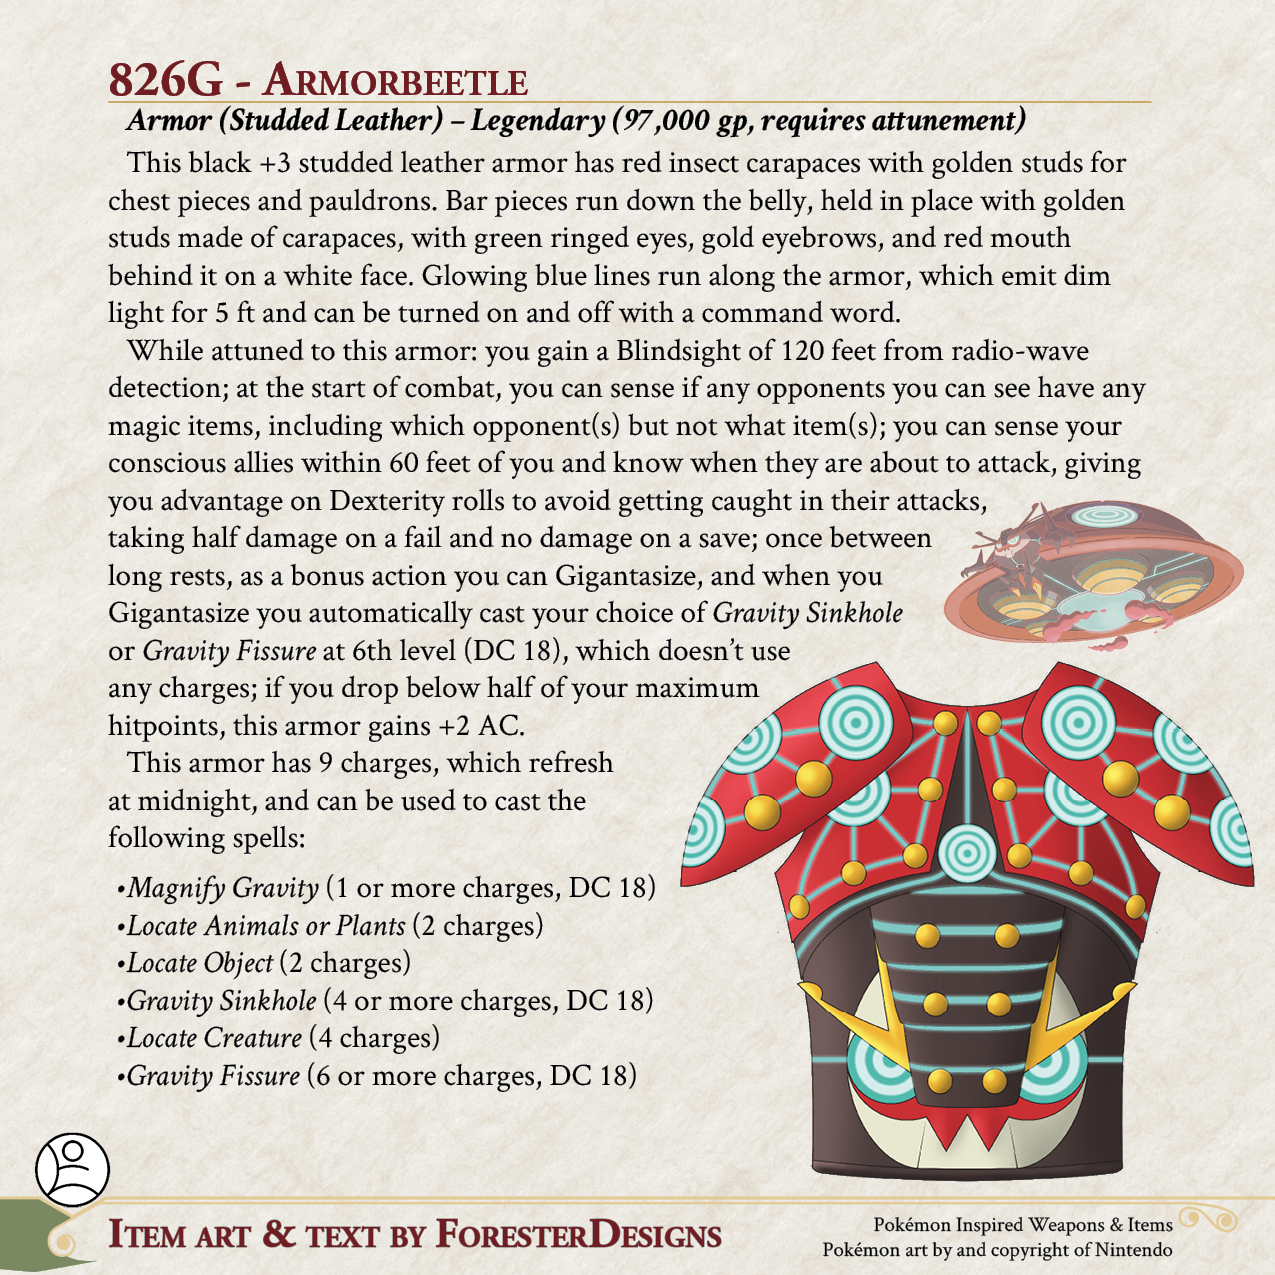 826G - Armorbeetle
Armor (Studded Leather) – Legendary (97,000 gp, requires attunement)
This black +3 studded leather armor has red insect carapaces with golden studs for
chest pieces and pauldrons. Bar pieces run down the belly, held in place with golden
studs made of carapaces, with green ringed eyes, gold eyebrows, and red mouth
behind it on a white face. Glowing blue lines run along the armor, which emit dim
light for 5 ft and can be turned on and off with a command word.
While attuned to this armor: you gain a Blindsight of 120 feet from radio-wave
detection; at the start of combat, you can sense if any opponents you can see have any
magic items, including which opponent(s) but not what item(s); you can sense your
conscious allies within 60 feet of you and know when they are about to attack, giving
you advantage on Dexterity rolls to avoid getting caught in their attacks,
taking half damage on a fail and no damage on a save; once between
long rests, as a bonus action you can Gigantasize, and when you
Gigantasize you automatically cast your choice of Gravity Sinkhole
or Gravity Fissure at 6th level (DC 18), which doesn't use
any charges; if you drop below half of your maximum
hitpoints, this armor gains +2 AC.
This armor has 9 charges, which refresh
at midnight, and can be used to cast the
following spells:
•Magnify Gravity (1 or more charges, DC 18)
•Locate Animals or Plants (2 charges)
•Locate Object (2 charges)
•Gravity Sinkhole (4 or more charges, DC 18)
•Locate Creature (4 charges)
•Gravity Fissure (6 or more charges, DC 18)
Item art & text by ForesterDesigns
Pokémon Inspired Weapons & Items
Pokémon art by and copyright of Nintendo